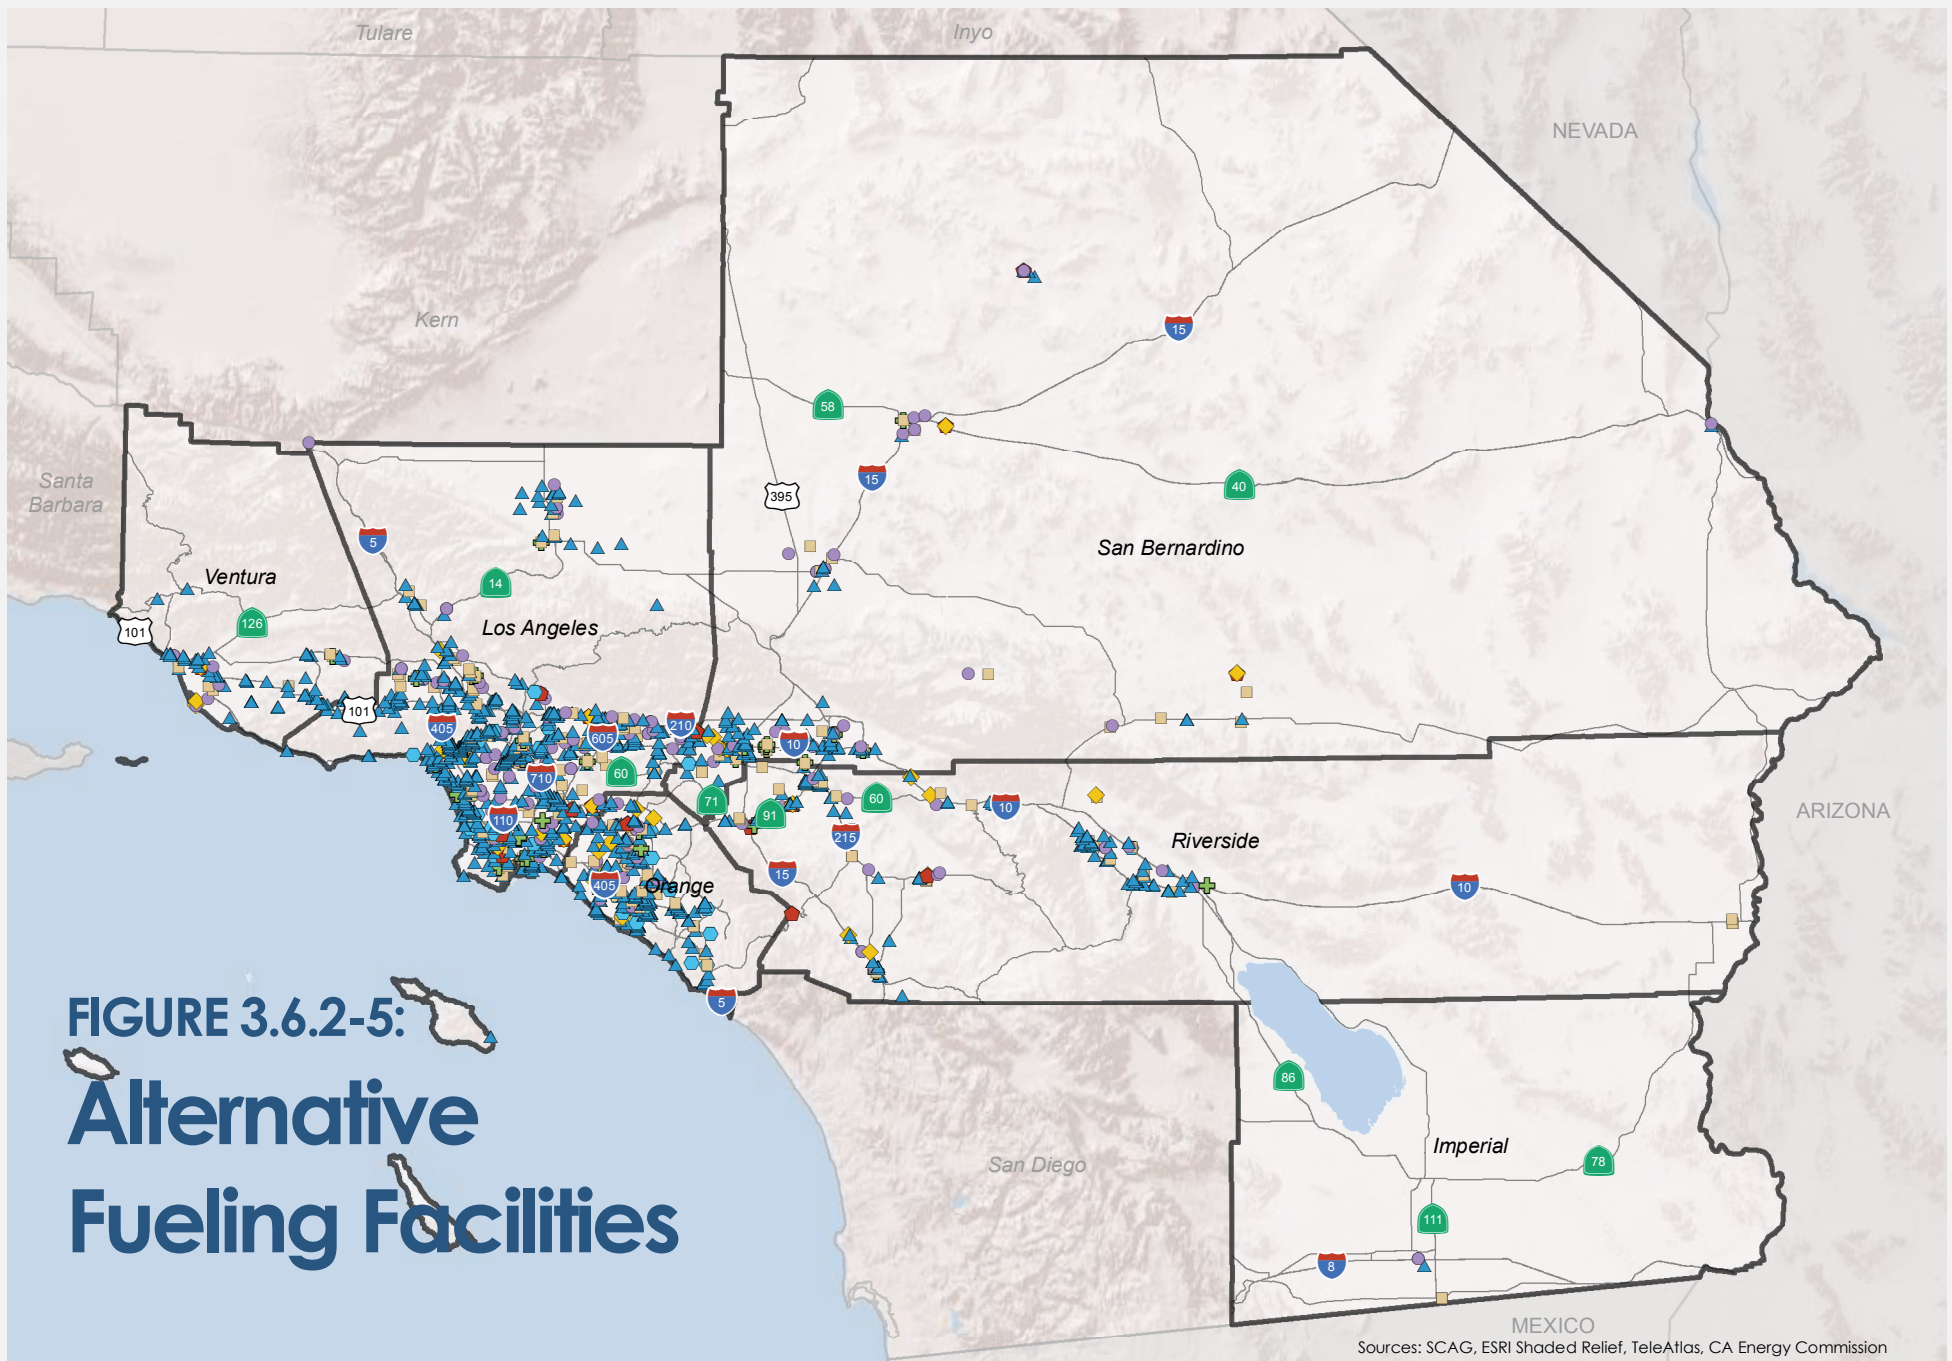 Tulare
Inyo
NEVADA
Kern
15
58
Santa
Barbara
395
15
40
5
San Bernardino
Ventura
14
126
101
Los Angeles
101
405
605
210
10
710
60
71
60
10
110
91
215
ARIZONA
Riverside
15
405
Orange
10
5
FIGURE 3.6.2-5:
Alternative
Fueling Facilities
86
Imperial
San Diego
78
111
8
MEXICO
Sources: SCAG, ESRI Shaded Relief, TeleAtlas, CA Energy Commission